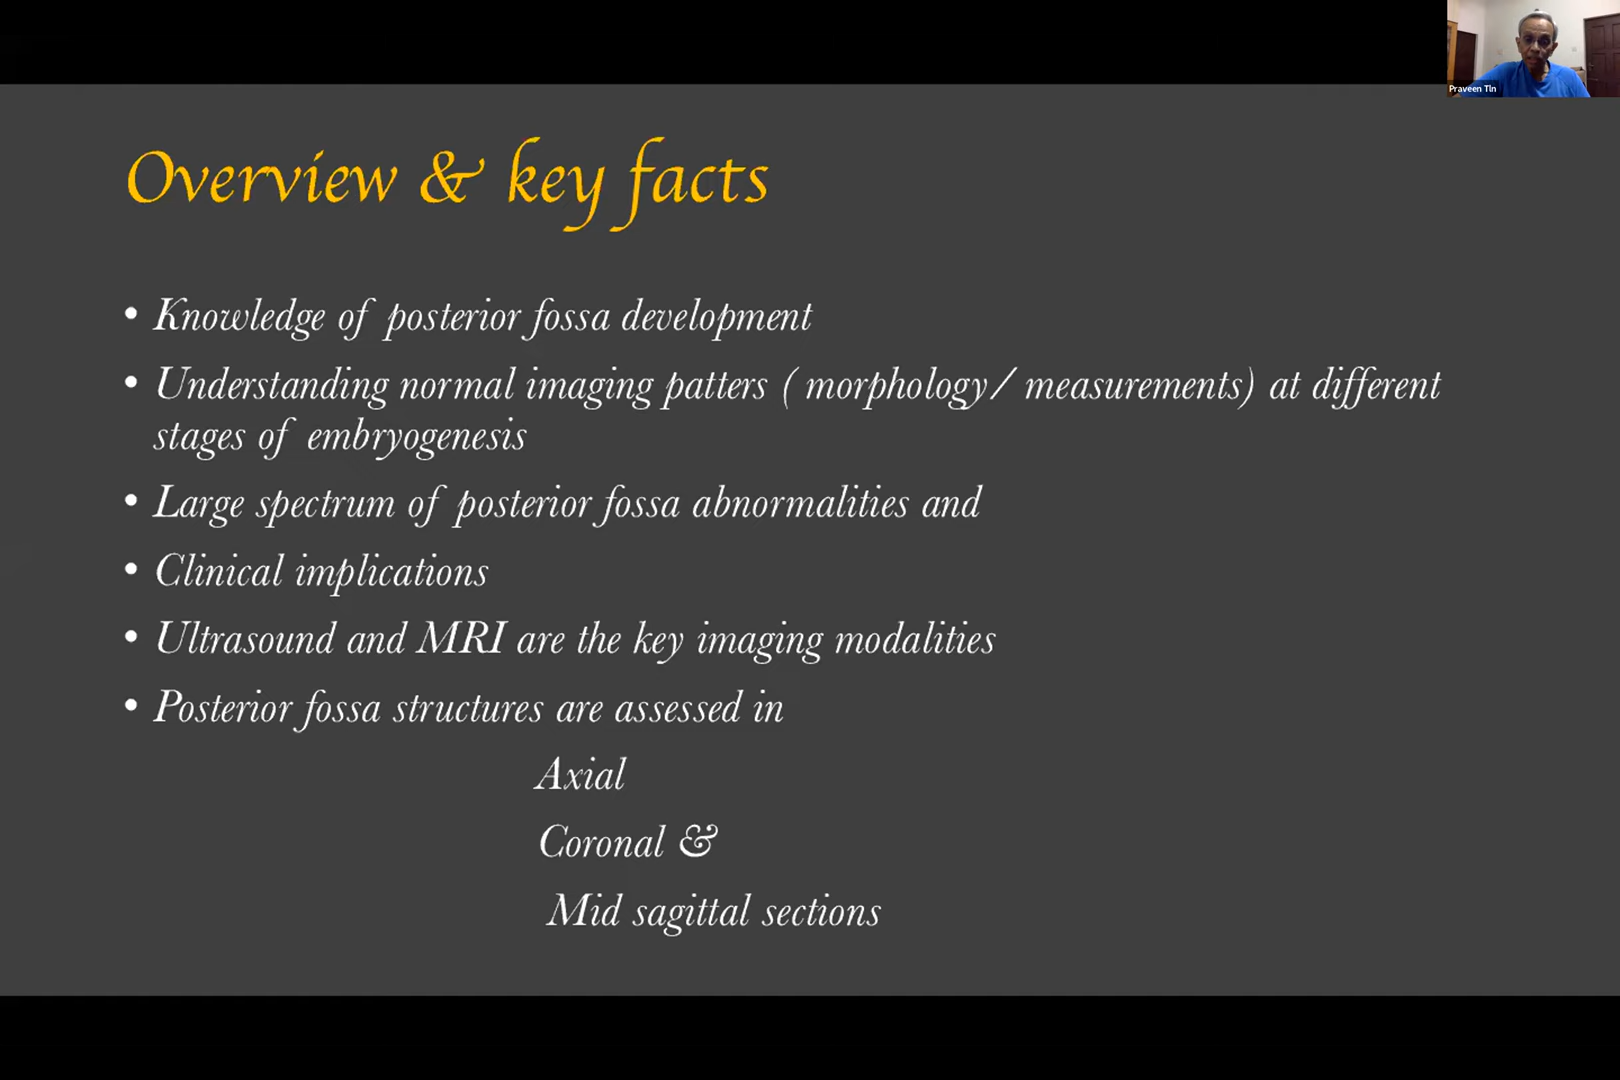 Praveen Tln
Overview & key facts
• Knowledge of posterior fossa development
• Understanding normal imaging patters ( morphology/ measurements) at different
stages of embryogenesis
• Large spectrum of posterior fossa abnormalities and
• Clinical implications
• Ultrasound and MRI are the key imaging modalities
• Posterior fossa structures are assessed in
Axial
Coronal &
Mid sagittal sections